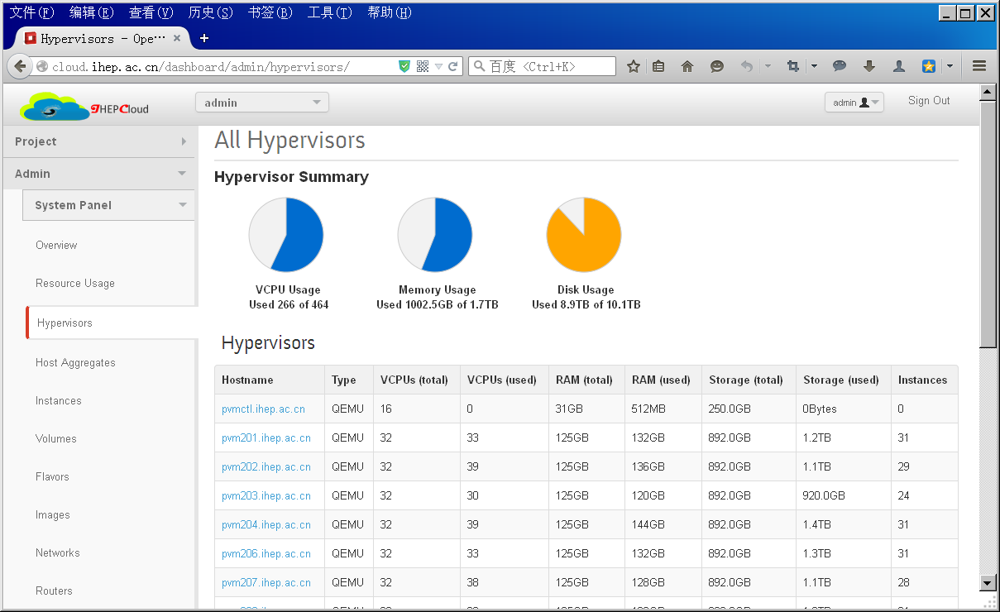 文件(F) 编辑(E) 查看(V) 历史(S) 书签(B) 工具(T) 帮助(H)
Hypervisors - Ope... × +
cloud.ihep.ac.cn/dashboard/admin/hypervisors/ 百度 <Ctrl+K>
IHEPCloud admin admin Sign Out
Project
Admin
System Panel
Overview
Resource Usage
Hypervisors
Host Aggregates
Instances
Volumes
Flavors
Images
Networks
Routers
All Hypervisors
Hypervisor Summary
VCPU Usage Memory Usage Disk Usage
Used 266 of 464 Used 1002.5GB of 1.7TB Used 8.9TB of 10.1TB
Hypervisors
Hostname Type VCPUs (total) VCPUs (used) RAM (total) RAM (used) Storage (total) Storage (used) Instances
pvmctl.ihep.ac.cn QEMU 16 0 31GB 512MB 250.0GB 0Bytes 0
pvm201.ihep.ac.cn QEMU 32 33 125GB 132GB 892.0GB 1.2TB 31
pvm202.ihep.ac.cn QEMU 32 39 125GB 136GB 892.0GB 1.1TB 29
pvm203.ihep.ac.cn QEMU 32 30 125GB 120GB 892.0GB 920.0GB 24
pvm204.ihep.ac.cn QEMU 32 39 125GB 144GB 892.0GB 1.4TB 31
pvm206.ihep.ac.cn QEMU 32 33 125GB 132GB 892.0GB 1.3TB 31
pvm207.ihep.ac.cn QEMU 32 38 125GB 128GB 892.0GB 1.1TB 28